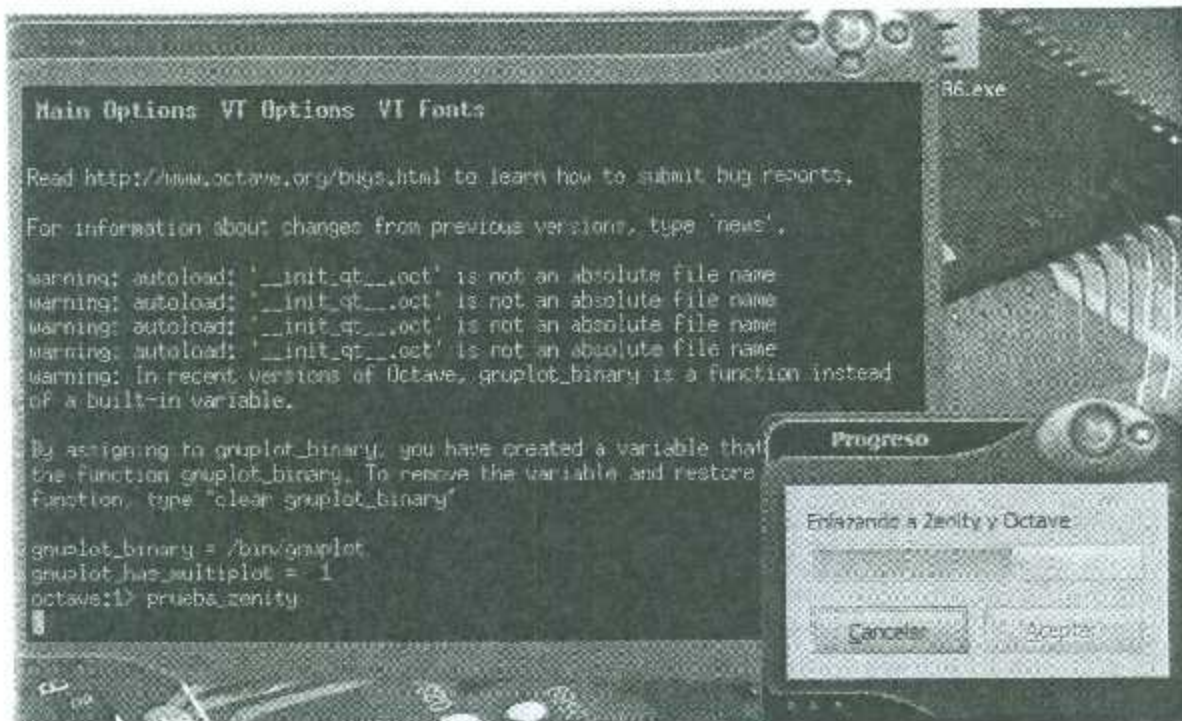 86.exe
Main Options VT Options VT Fonts
Read http://www.octave.org/bugs.html to learn how to submit bug reports.
For information about changes from previous versions, type `news'.
warning: autoload: `__init_qt__.oct' is not an absolute file name
warning: autoload: `__init_qt__.oct' is not an absolute file name
warning: autoload: `__init_qt__.oct' is not an absolute file name
warning: autoload: `__init_qt__.oct' is not an absolute file name
warning: In recent versions of Octave, gnuplot_binary is a function instead
of a built-in variable.
By assigning to gnuplot_binary, you have created a variable that
the function gnuplot_binary. To remove the variable and restore
function, type "clear gnuplot_binary"
gnuplot_binary = /bin/gnuplot
gnuplot_has_multiplot = 1
octave:1> prueba_zenity
Progreso
Enlazando a Zenity y Octave
Cancelar Aceptar